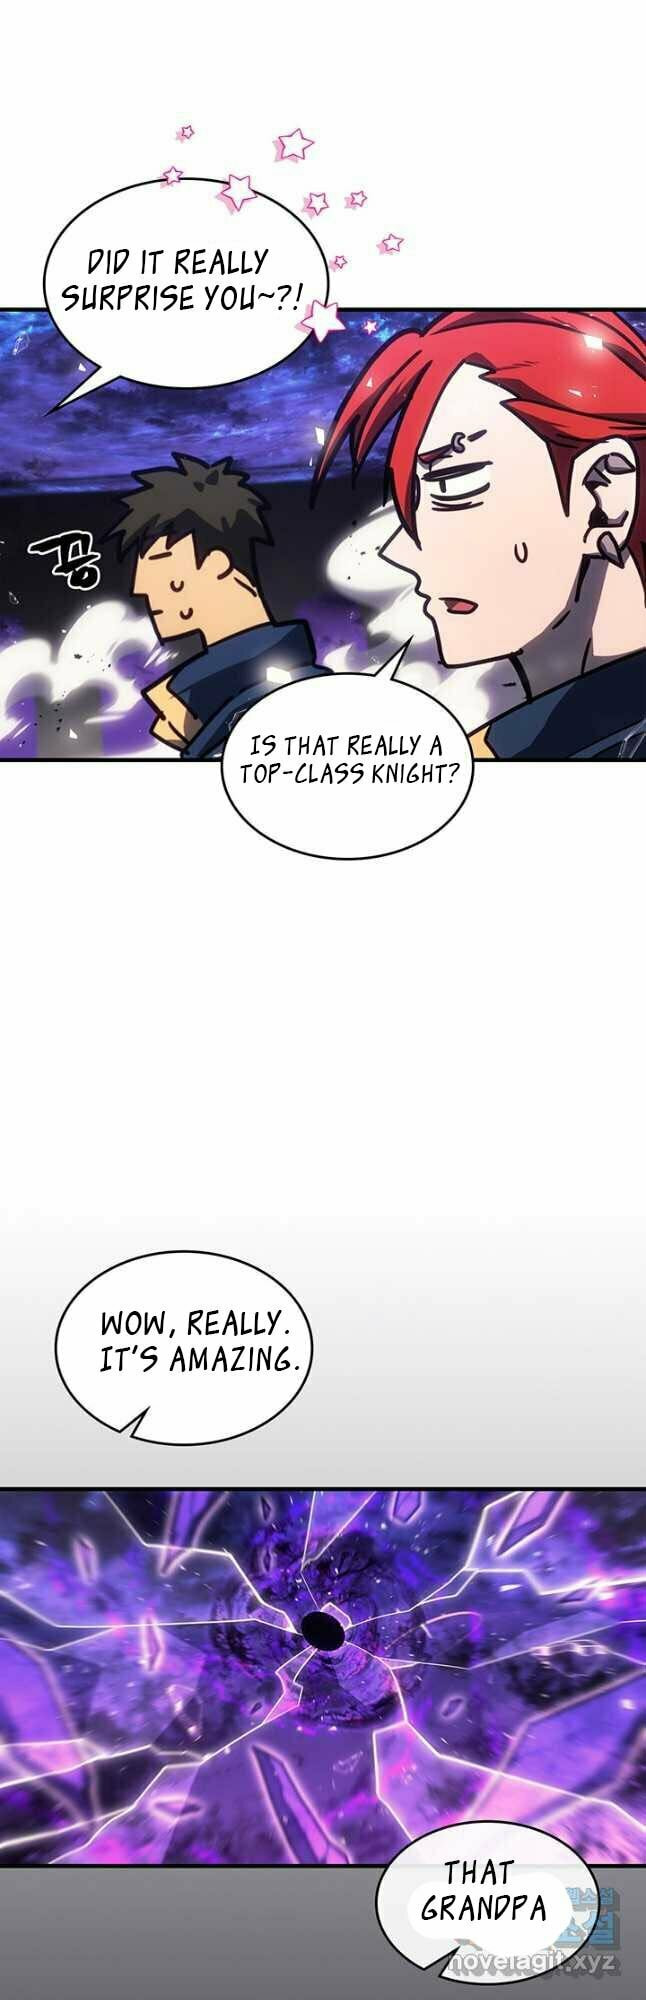 DID IT REALLY
SURPRISE YOU~?!
IS THAT REALLY A
TOP-CLASS KNIGHT?
WOW, REALLY.
IT'S AMAZING.
THAT
GRANDPA
novelagit.xyz